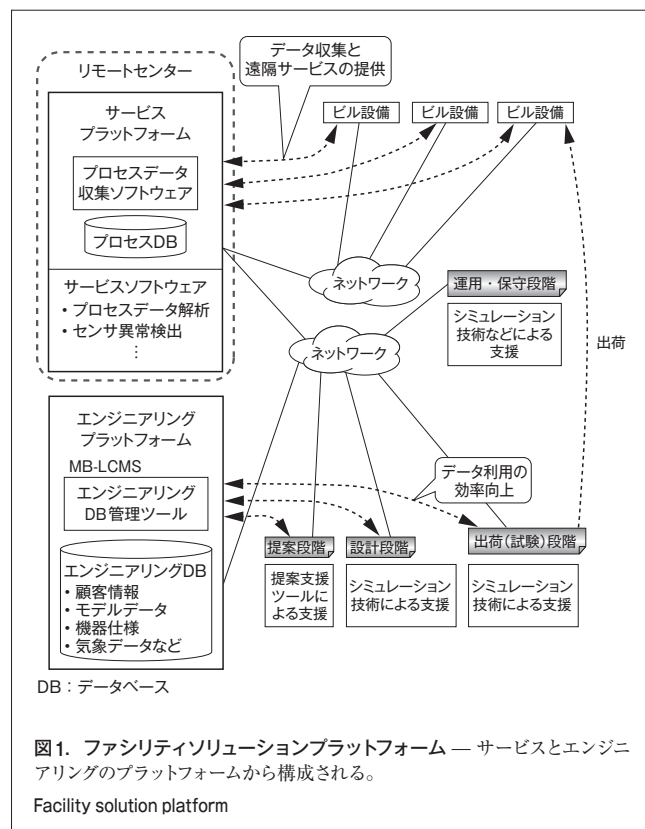 データ収集と
遠隔サービスの提供
リモートセンター
サービス
プラットフォーム
プロセスデータ
収集ソフトウェア
プロセスDB
サービスソフトウェア
・プロセスデータ解析
・センサ異常検出
⋮
ビル設備
ビル設備
ビル設備
ネットワーク
ネットワーク
運用・保守段階
シミュレーション
技術などによる
支援
出荷
エンジニアリング
プラットフォーム
MB-LCMS
エンジニアリング
DB管理ツール
エンジニアリングDB
・顧客情報
・モデルデータ
・機器仕様
・気象データなど
データ利用の
効率向上
提案段階
提案支援
ツールに
よる支援
設計段階
シミュレーション
技術による支援
出荷(試験)段階
シミュレーション
技術による支援
DB：データベース
図1. ファシリティソリューションプラットフォーム — サービスとエンジニ
アリングのプラットフォームから構成される。
Facility solution platform